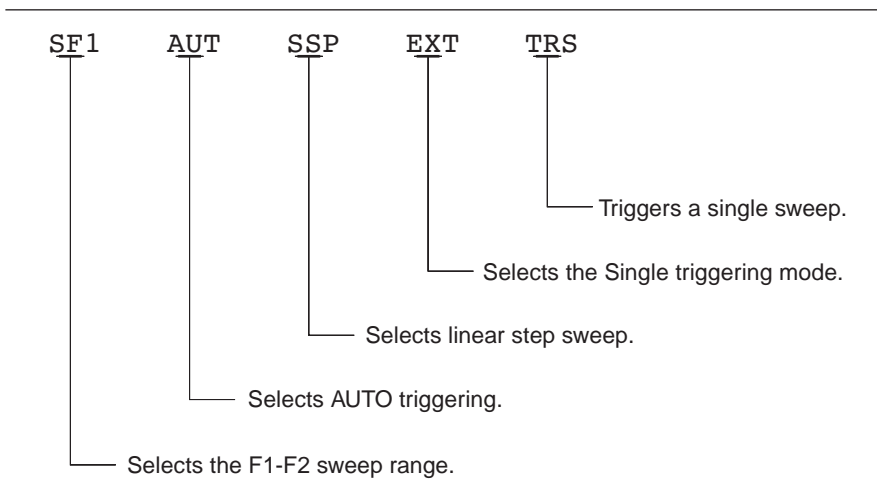 SF1 AUT SSP EXT TRS
Triggers a single sweep.
Selects the Single triggering mode.
Selects linear step sweep.
Selects AUTO triggering.
Selects the F1-F2 sweep range.